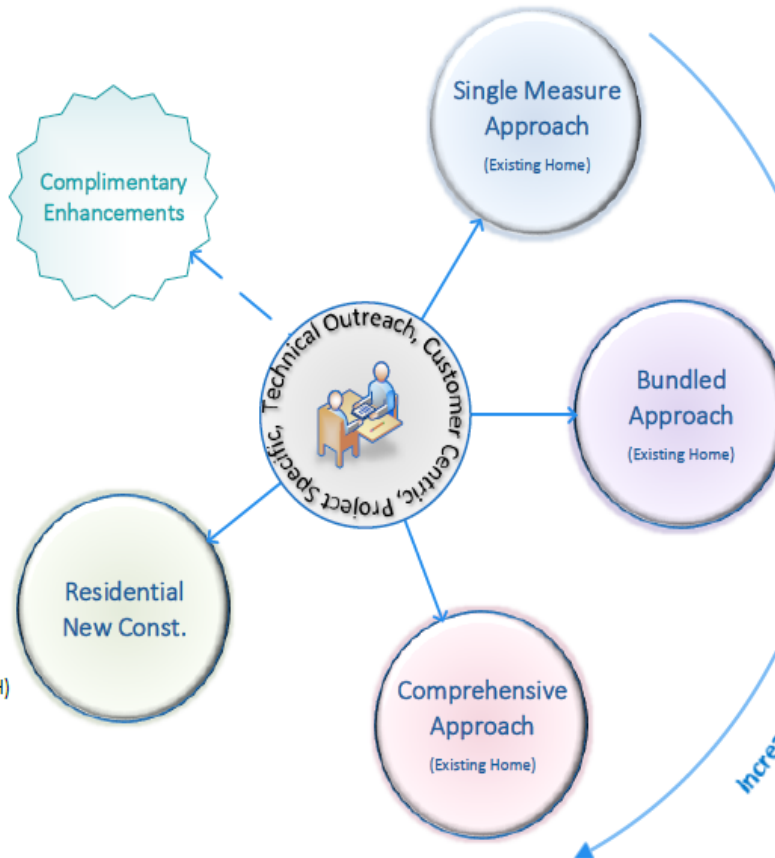 Single Measure
Approach
(Existing Home)
Complimentary
Enhancements
Technical Outreach, Customer Centric, Project Specific,
Bundled
Approach
(Existing Home)
Residential
New Const.
Comprehensive
Approach
(Existing Home)